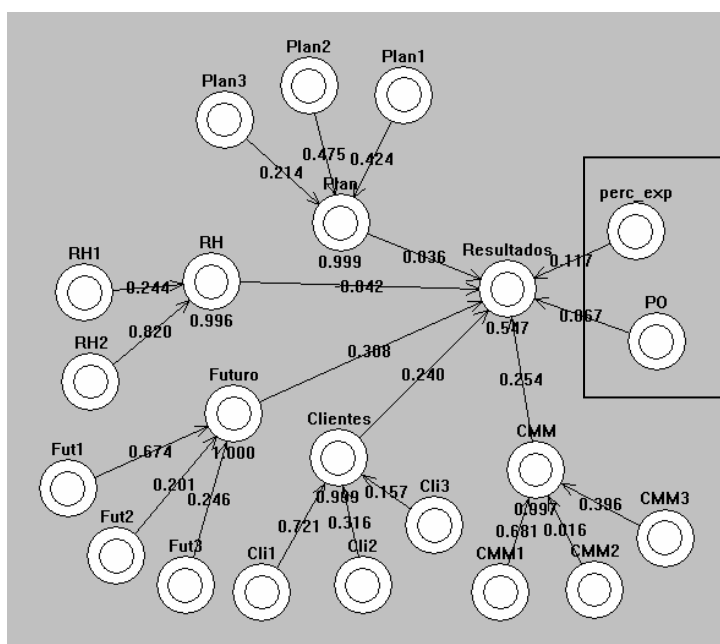 Plan2
Plan1
Plan3
0.475
0.424
0.214
Plan
perc_exp
RH
Resultados
0.999
0.036
0.117
RH1
0.244
0.042
PO
0.996
0.547
0.067
RH2
0.820
0.308
Futuro
0.240
0.254
Clientes
CMM
Fut1
0.674
1.000
0.201
0.246
0.999
0.157
Cli3
0.997
0.396
CMM3
Fut2
0.721
0.316
0.681
0.016
Fut3
Cli1
Cli2
CMM1
CMM2